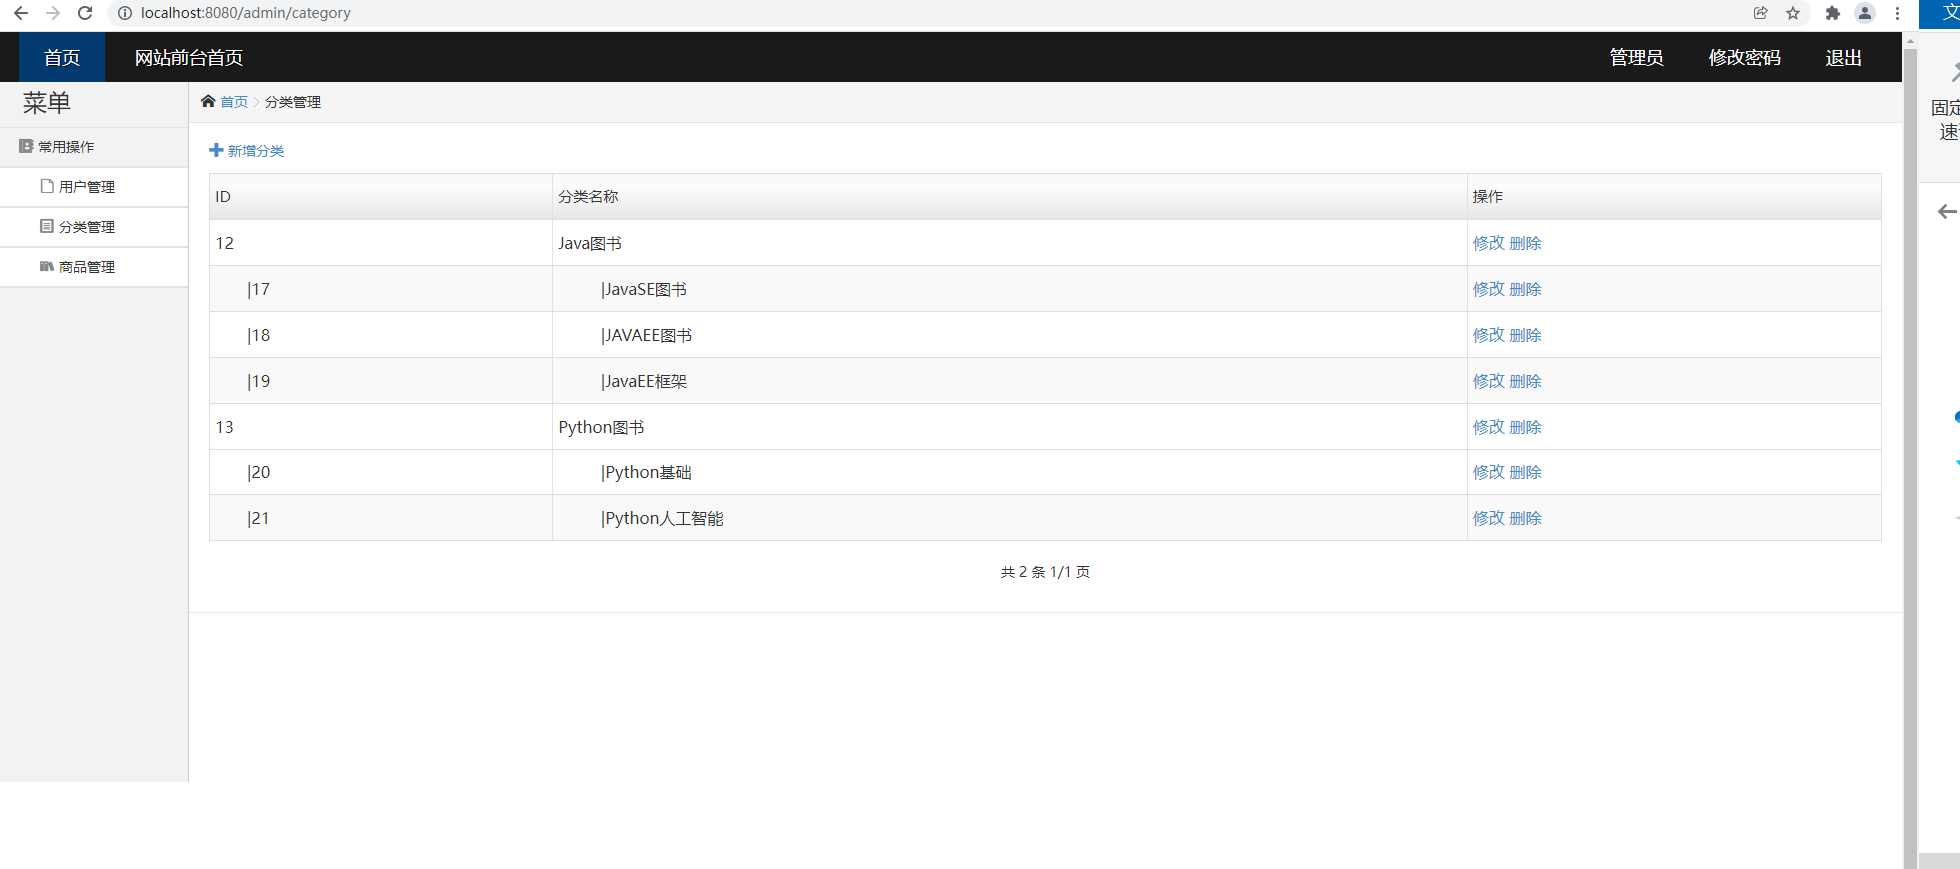 localhost:8080/admin/category
首页 网站前台首页 管理员 修改密码 退出
菜单
首页 分类管理
常用操作
用户管理
分类管理
商品管理
新增分类
ID 分类名称 操作
12 Java图书 修改 删除
|17 |JavaSE图书 修改 删除
|18 |JAVAEE图书 修改 删除
|19 |JavaEE框架 修改 删除
13 Python图书 修改 删除
|20 |Python基础 修改 删除
|21 |Python人工智能 修改 删除
共 2 条 1/1 页
文
固定
速